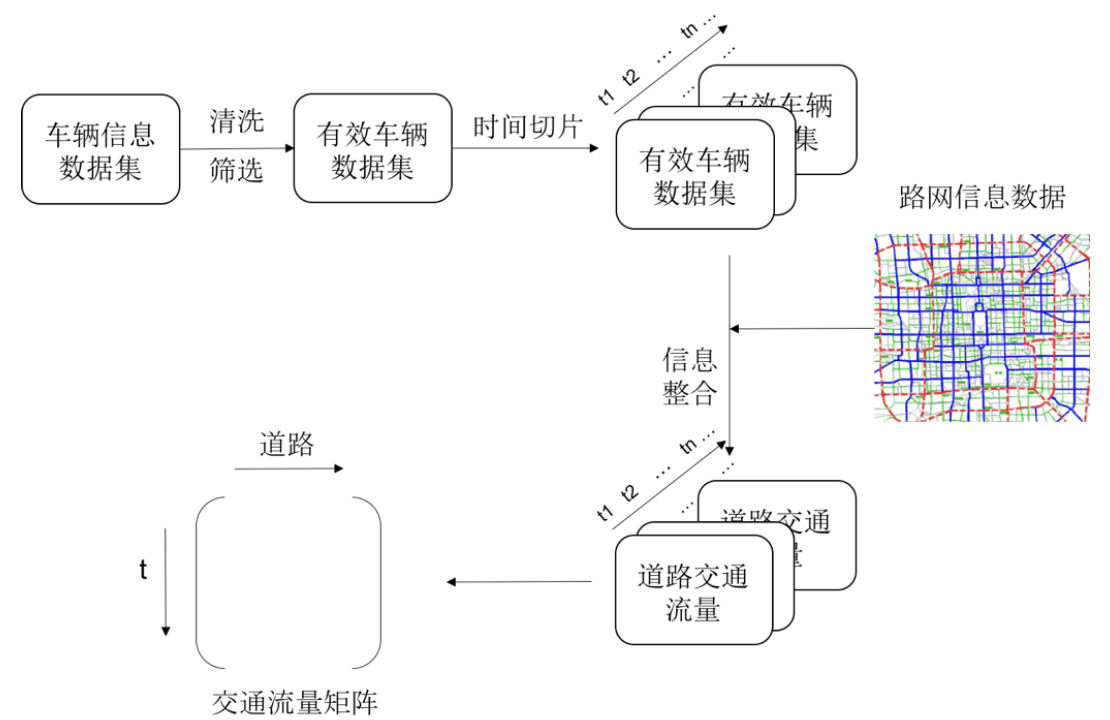 车辆信息
数据集
清洗
筛选
有效车辆
数据集
时间切片
t1 t2 … tn …
…
…
有效车辆
集
有效车辆
数据集
路网信息数据
信息
整合
t1 t2 … tn …
…
…
道路交通
量
道路交通
流量
道路
t
交通流量矩阵